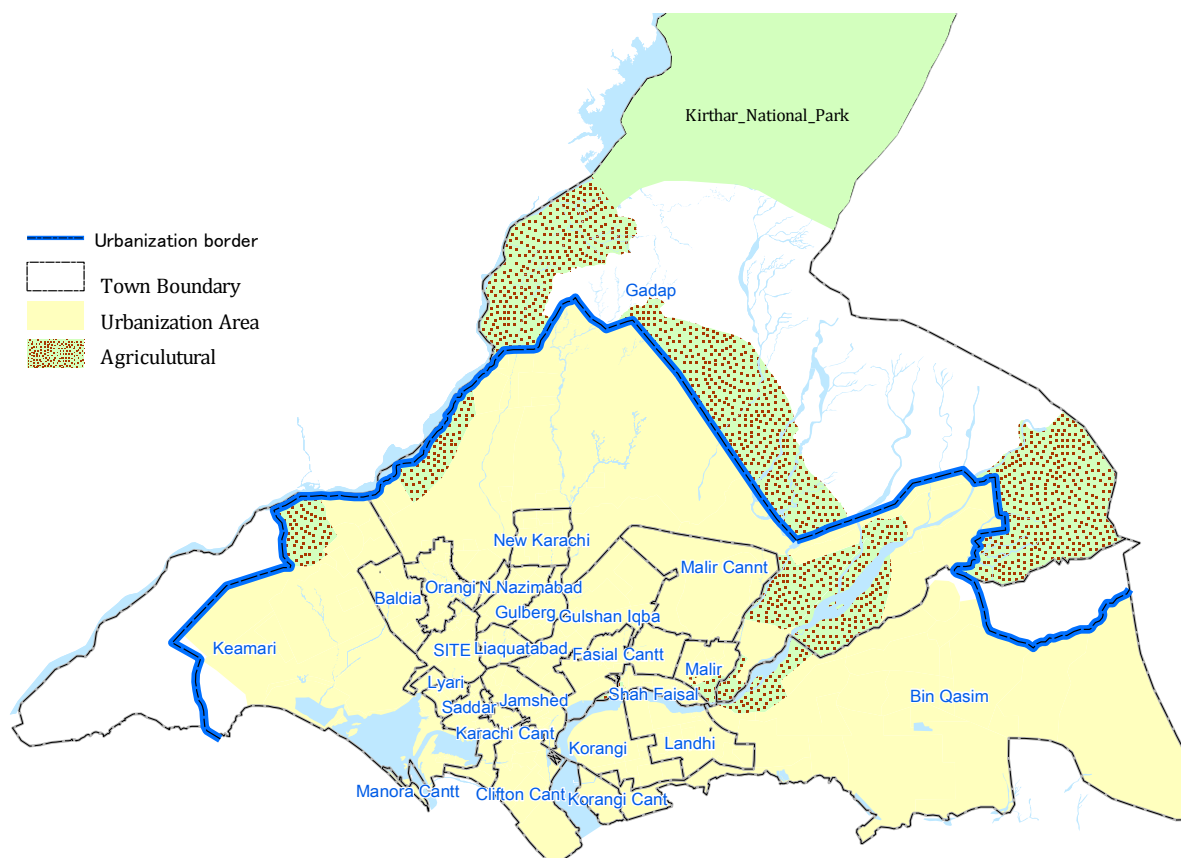 Kirthar_National_Park
Urbanization border
Town Boundary
Urbanization Area
Agriculutural
Gadap
New Karachi
Malir Cannt
Orangi
N.Nazimabad
Baldia
Gulberg
Gulshan Iqba
Keamari
SITE
Liaquatabad
Fasial Cantt
Malir
Lyari
Shah Faisal
Bin Qasim
Saddar
Jamshed
Karachi Cant
Korangi
Landhi
Manora Cantt
Clifton Cant
Korangi Cant